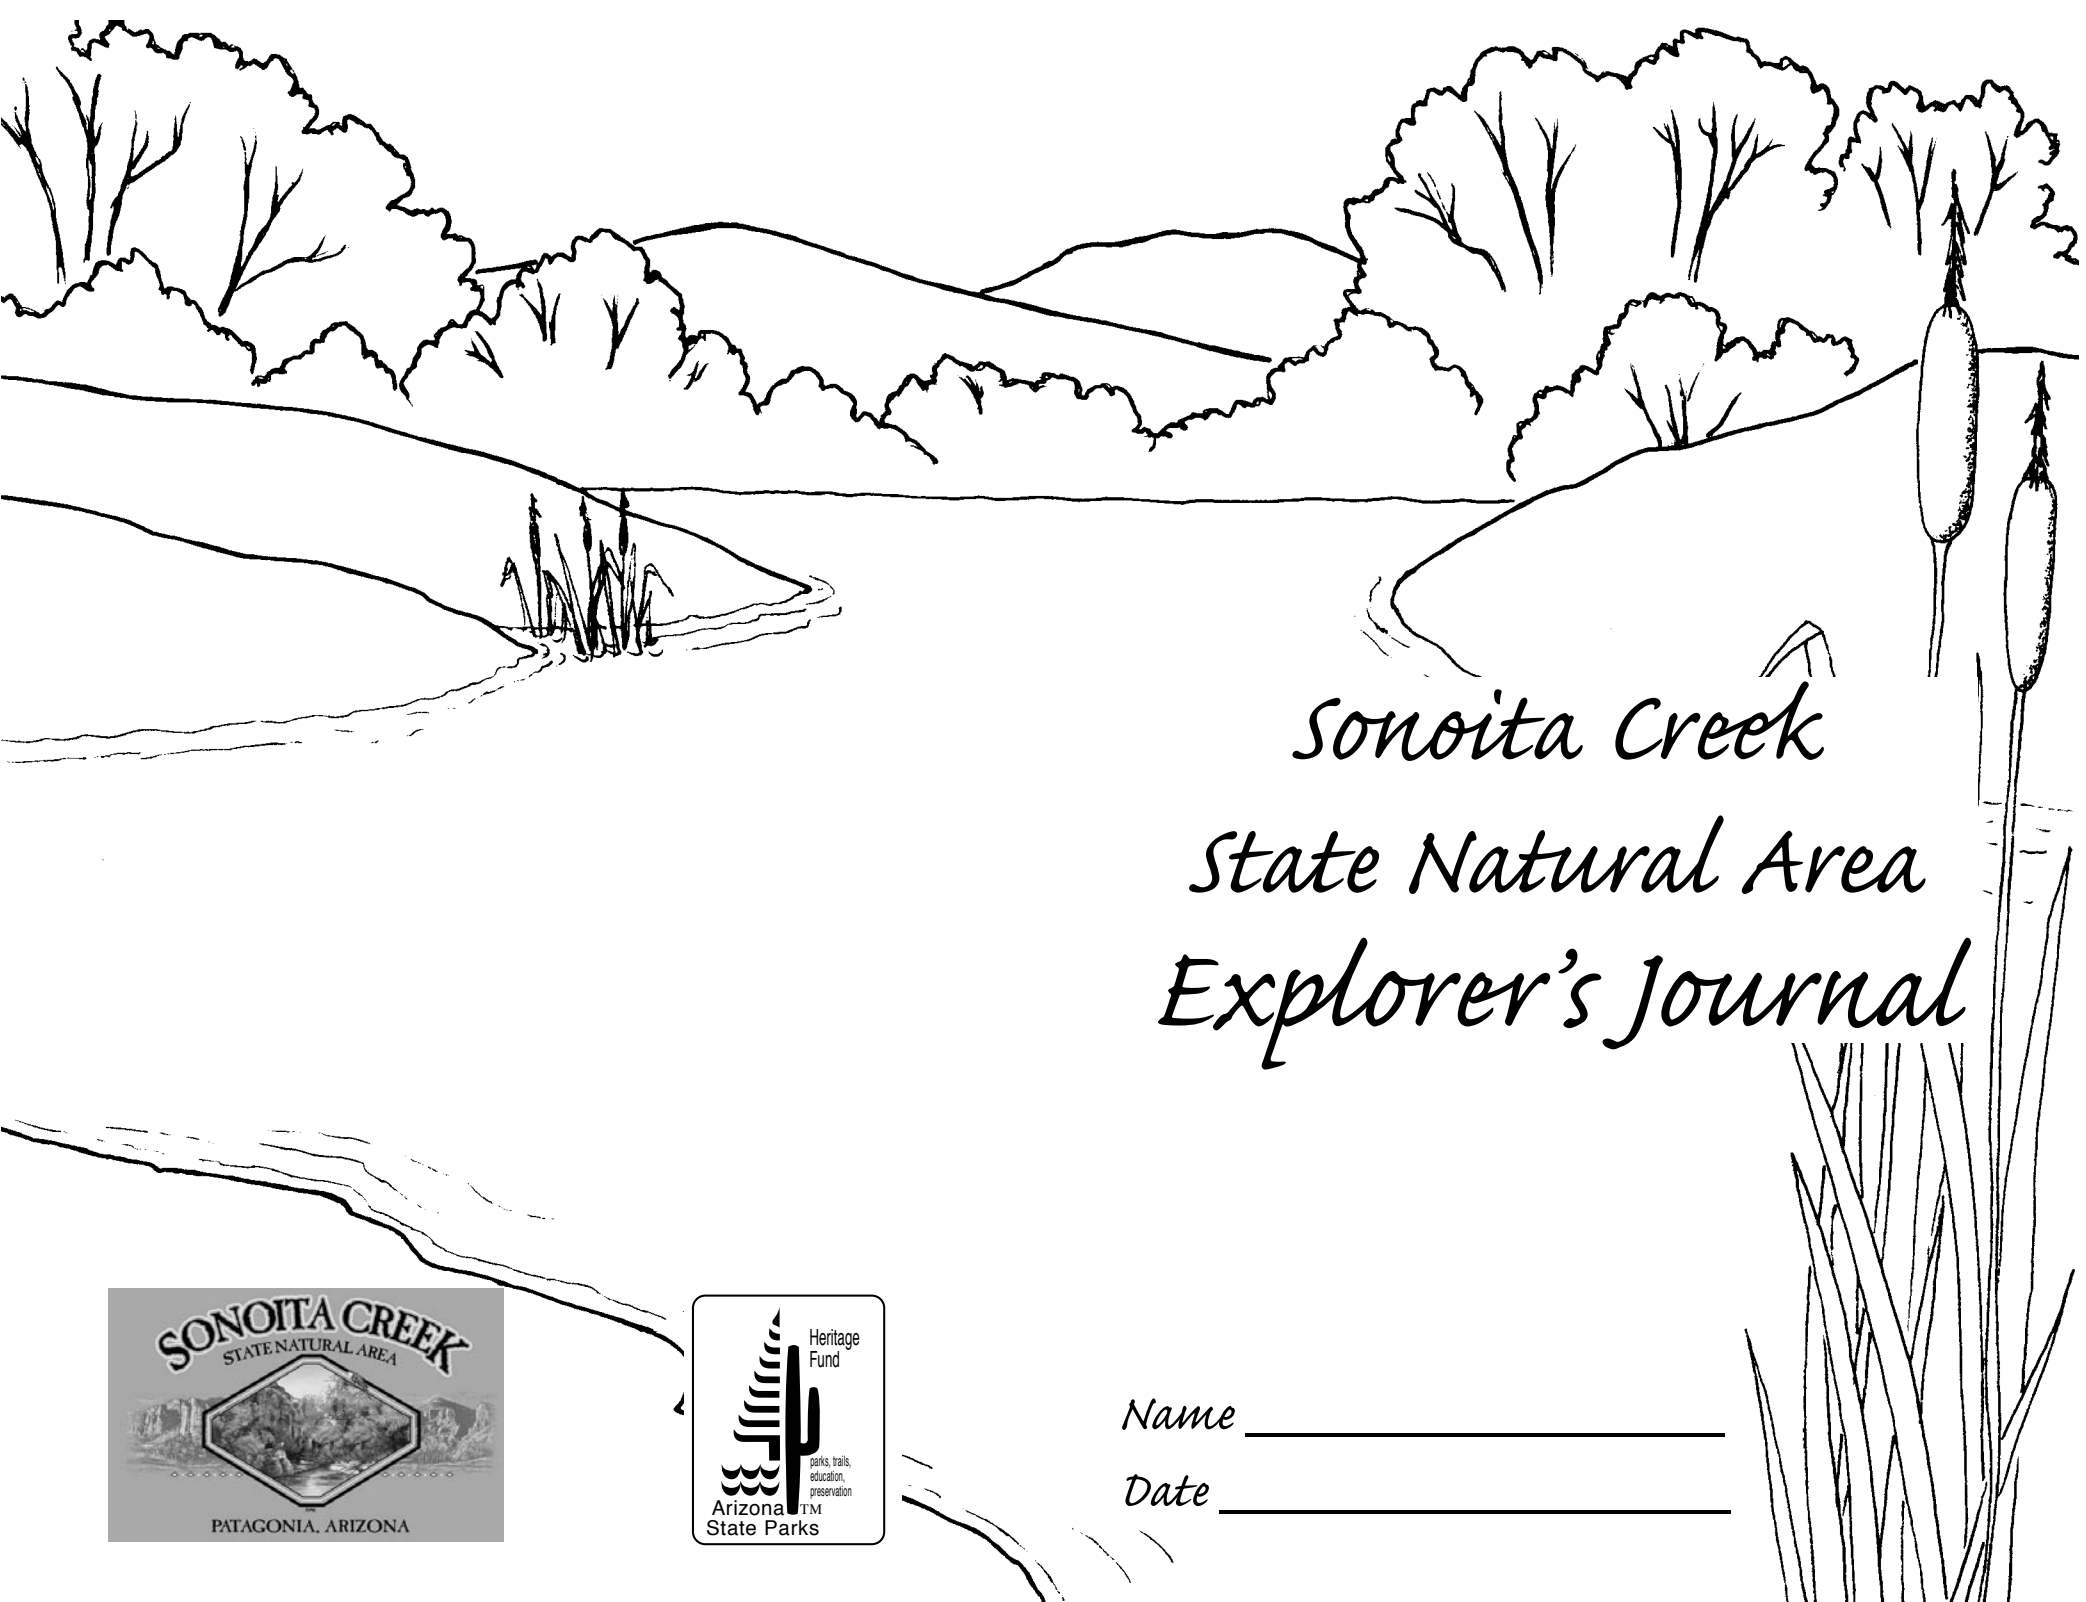 Sonoita Creek
State Natural Area
Explorer's Journal
SONOITA CREEK
STATE NATURAL AREA
PATAGONIA, ARIZONA
Heritage
Fund
parks, trails,
education,
preservation
Arizona TM
State Parks
Name
Date